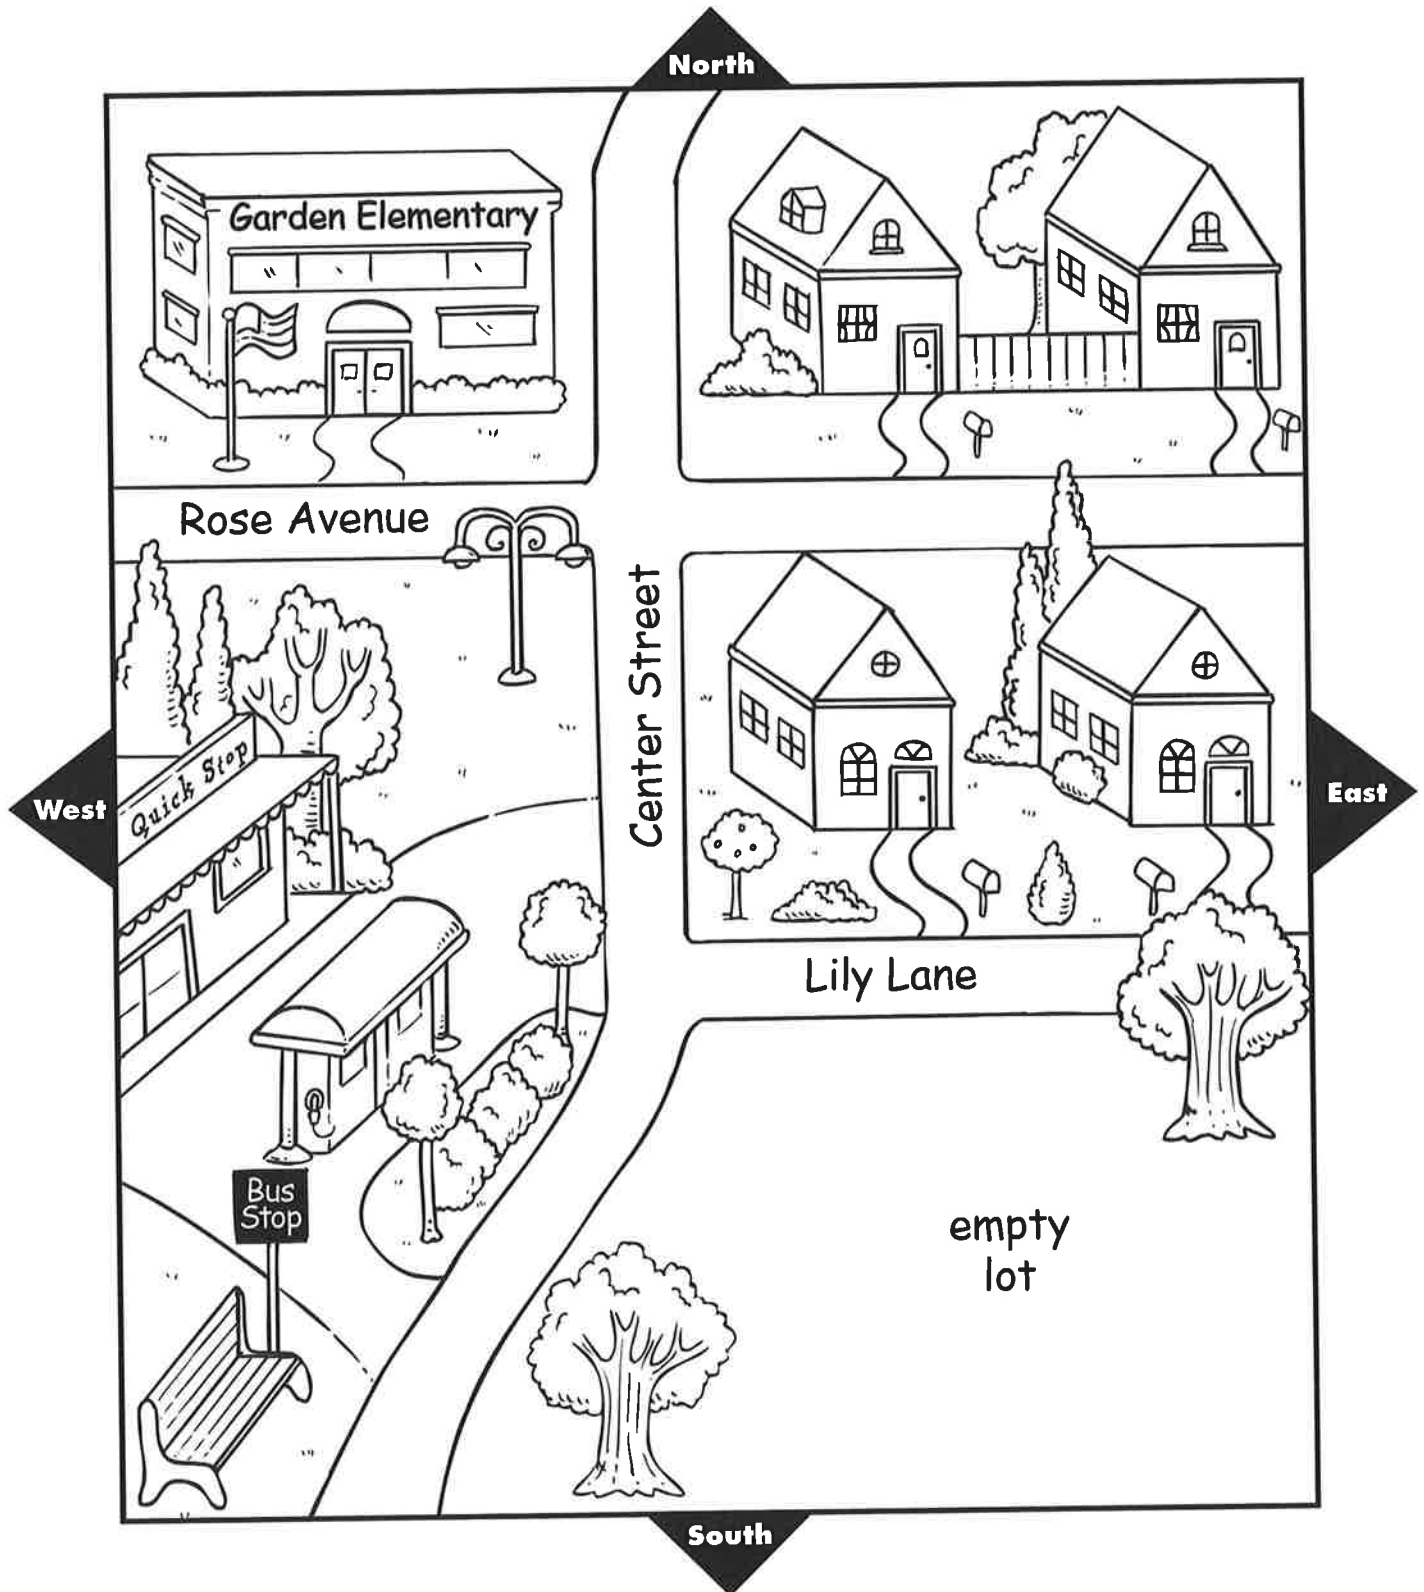 North
Garden Elementary
Rose Avenue
Center Street
Quick Stop
West
East
Lily Lane
Bus
Stop
empty
lot
South